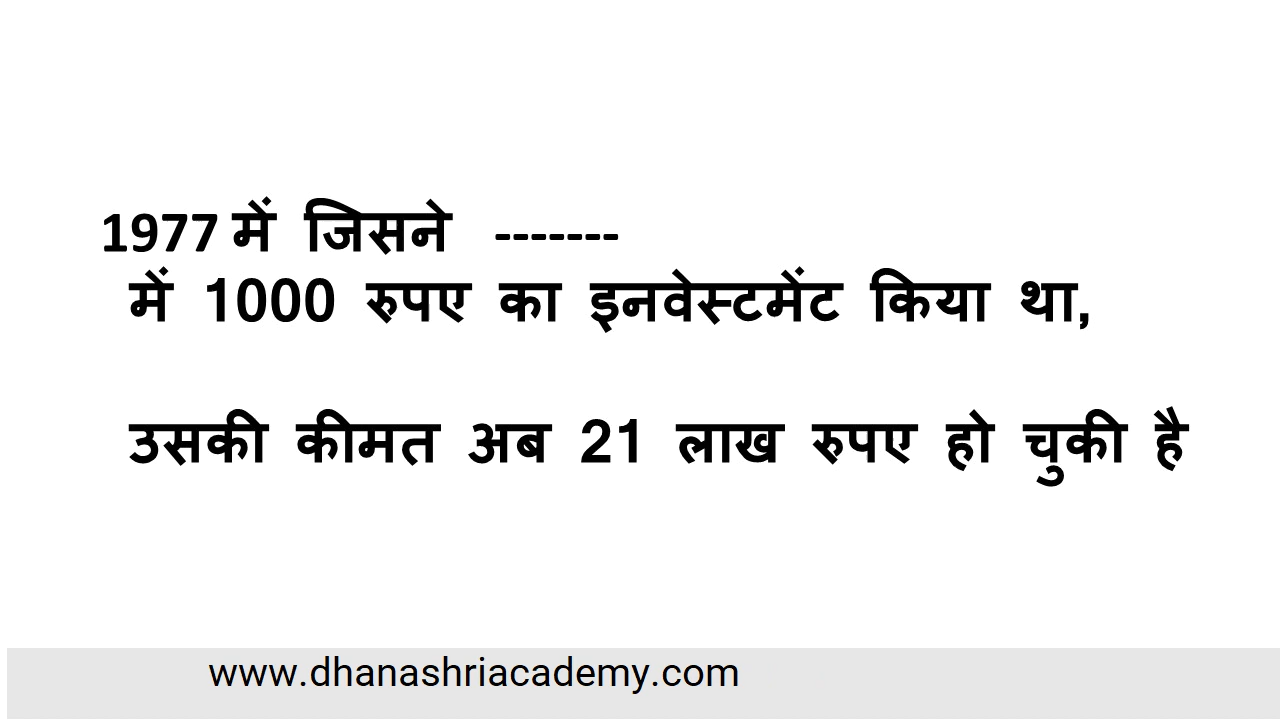 1977 में जिसने -------
में 1000 रुपए का इनवेस्टमेंट किया था,
उसकी कीमत अब 21 लाख रुपए हो चुकी है
www.dhanashriacademy.com